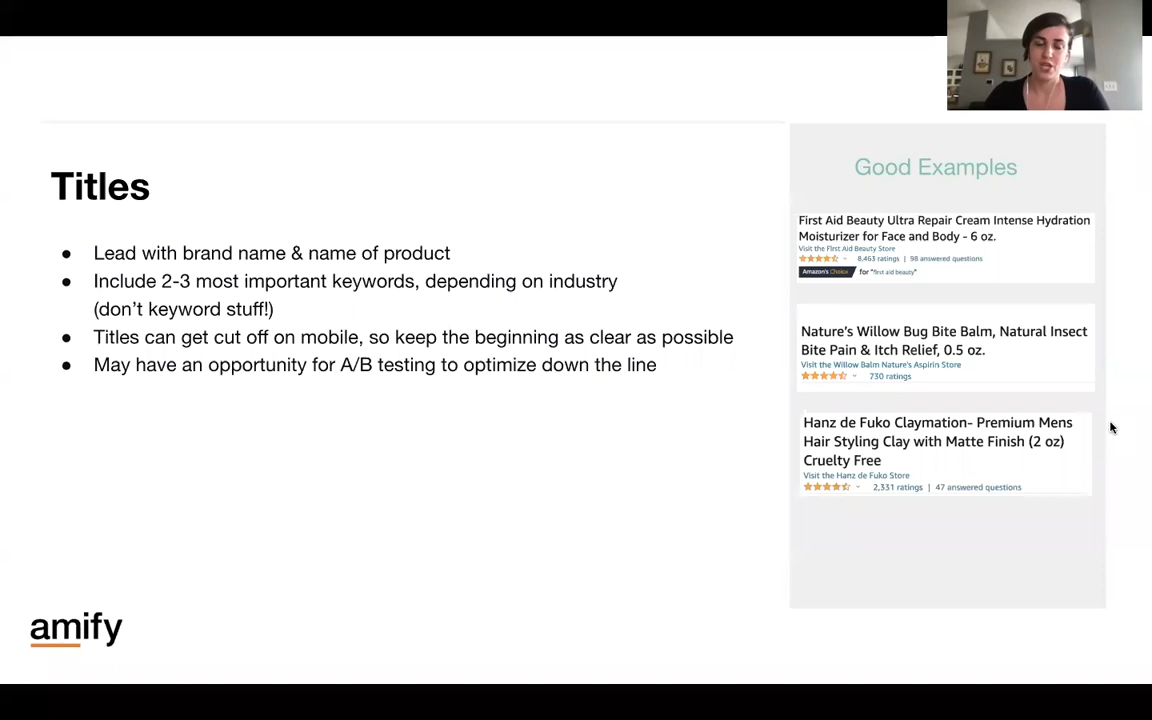 Titles
● Lead with brand name & name of product
● Include 2-3 most important keywords, depending on industry
(don't keyword stuff!)
● Titles can get cut off on mobile, so keep the beginning as clear as possible
● May have an opportunity for A/B testing to optimize down the line
Good Examples
First Aid Beauty Ultra Repair Cream Intense Hydration
Moisturizer for Face and Body - 6 oz.
Visit the First Aid Beauty Store
8,463 ratings | 98 answered questions
Amazon's Choice for "first aid beauty"
Nature's Willow Bug Bite Balm, Natural Insect
Bite Pain & Itch Relief, 0.5 oz.
Visit the Willow Balm Nature's Aspirin Store
730 ratings
Hanz de Fuko Claymation- Premium Mens
Hair Styling Clay with Matte Finish (2 oz)
Cruelty Free
Visit the Hanz de Fuko Store
2,331 ratings | 47 answered questions
amify